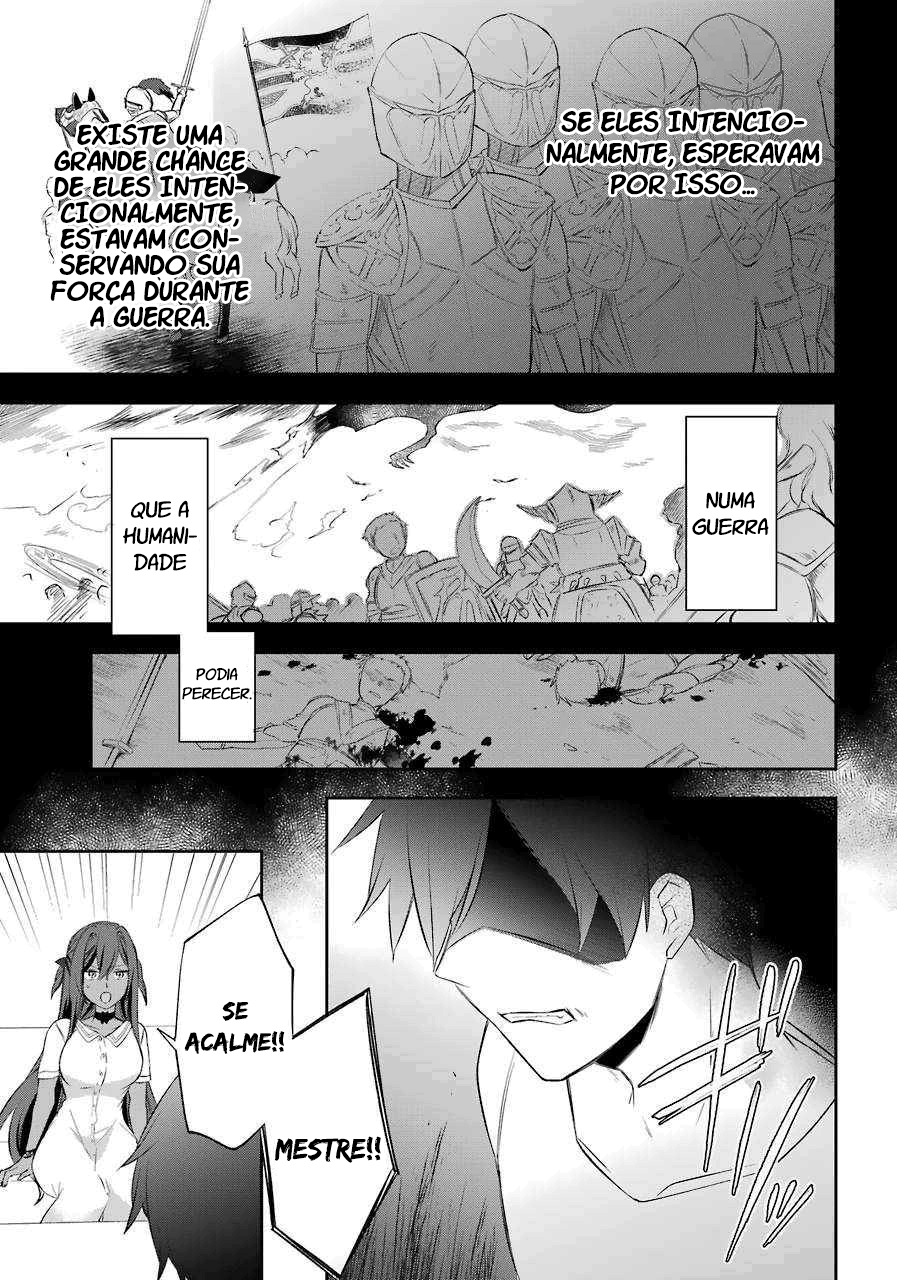 SE ELES INTENCIO-
NALMENTE, ESPERAVAM
POR ISSO...
EXISTE UMA
GRANDE CHANCE
DE ELES INTEN-
CIONALMENTE,
ESTAVAM CON-
SERVANDO SUA
FORÇA DURANTE
A GUERRA.
NUMA
GUERRA
QUE A
HUMANI-
DADE
PODIA
PERECER.
SE
ACALME!!
MESTRE!!